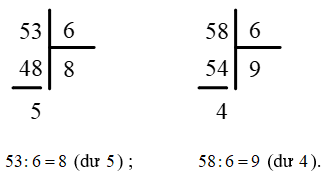 53 6 58 6
48 8 54 9
5 4
53 : 6 = 8 (dư 5) ; 58 : 6 = 9 (dư 4).